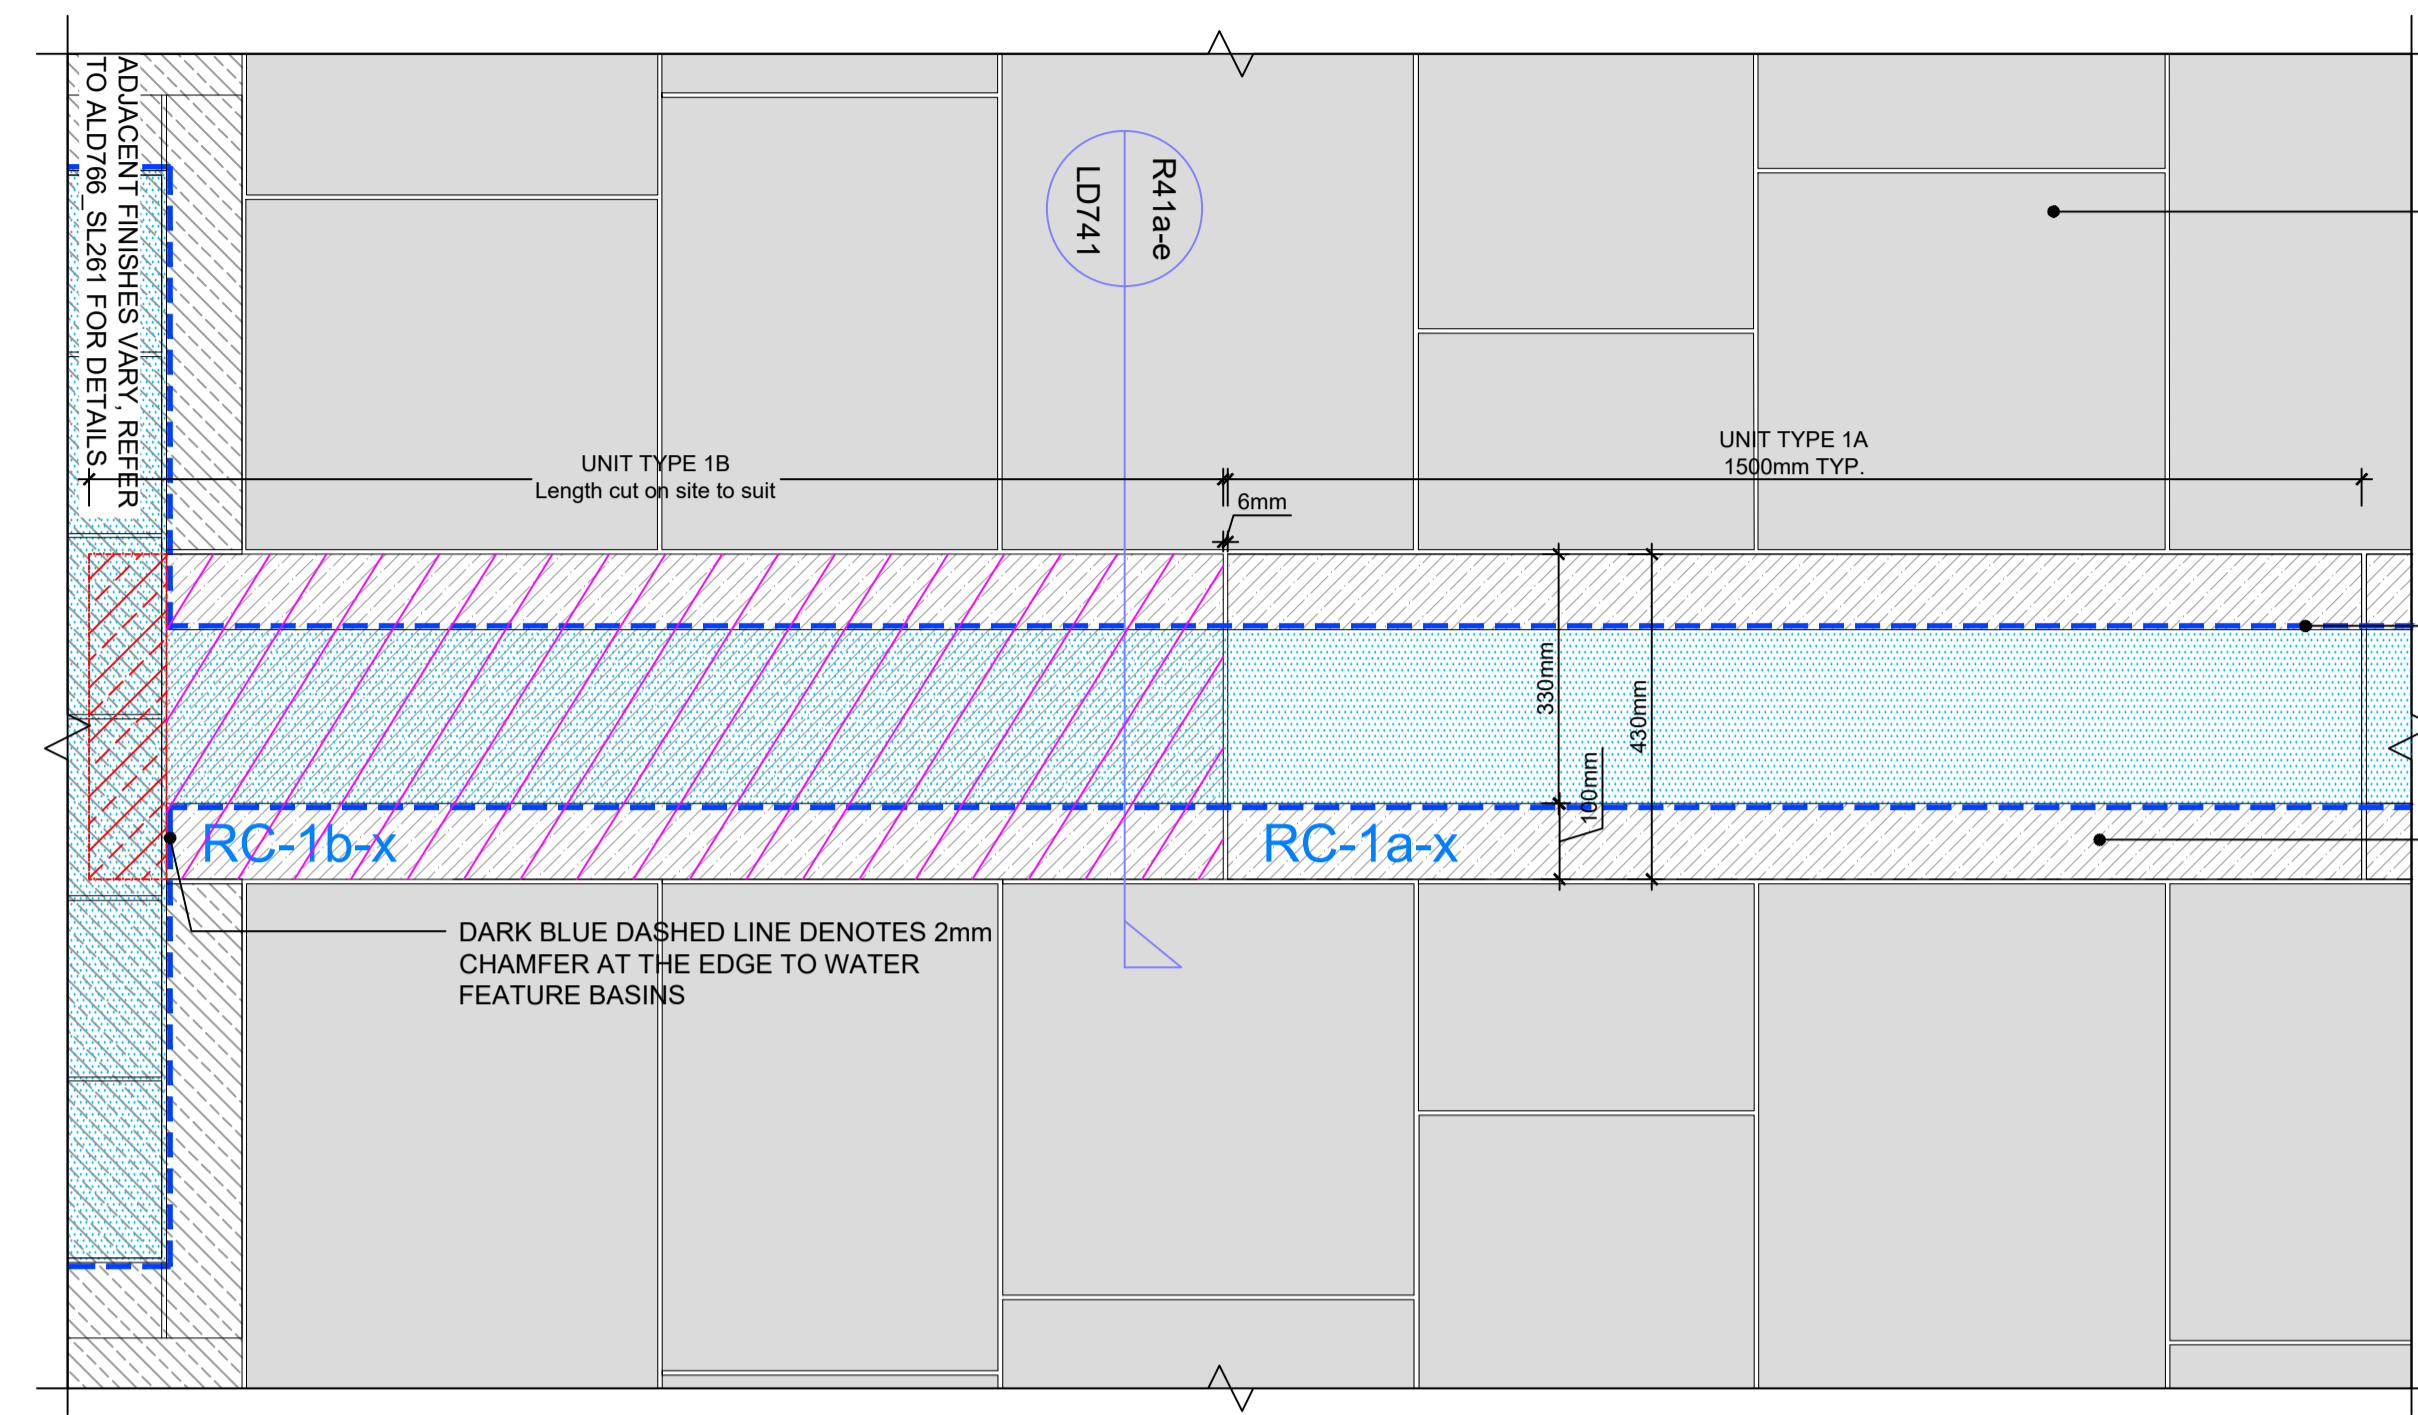 ADJACENT FINISHES VARY, REFER
TO ALD766_SL261 FOR DETAILS
R41a-e
LD741
UNIT TYPE 1B
Length cut on site to suit
UNIT TYPE 1A
1500mm TYP.
6mm
330mm
430mm
100mm
RC-1b-x
RC-1a-x
DARK BLUE DASHED LINE DENOTES 2mm
CHAMFER AT THE EDGE TO WATER
FEATURE BASINS